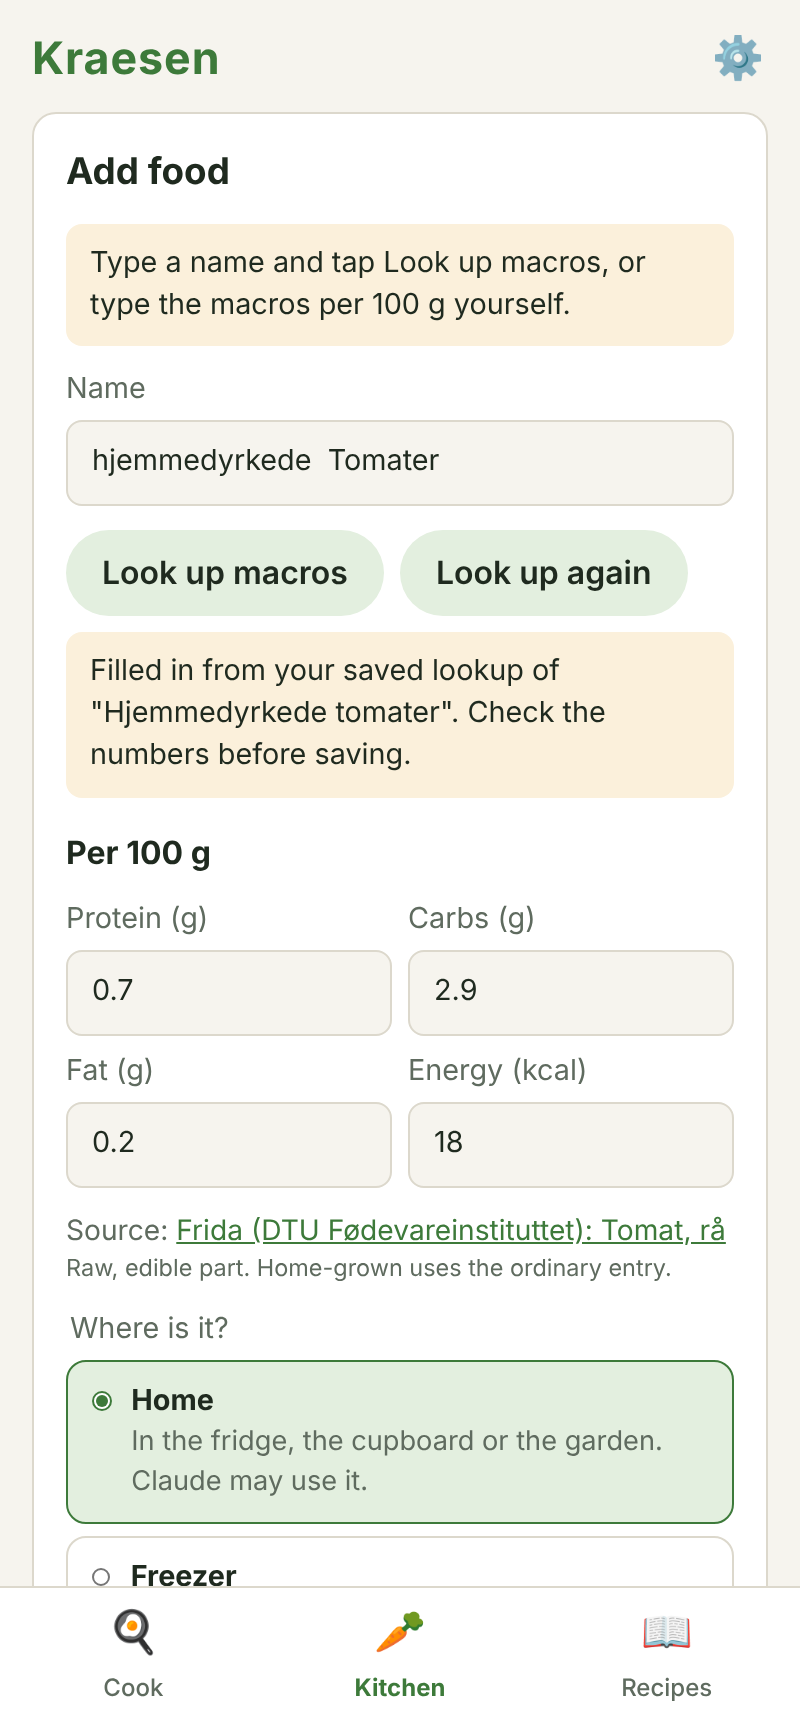 Kraesen
Add food
Type a name and tap Look up macros, or
type the macros per 100 g yourself.
Name
hjemmedyrkede  Tomater
Look up macros
Look up again
Filled in from your saved lookup of
"Hjemmedyrkede tomater". Check the
numbers before saving.
Per 100 g
Protein (g)
Carbs (g)
0.7
2.9
Fat (g)
Energy (kcal)
0.2
18
Source: Frida (DTU Fødevareinstituttet): Tomat, rå
Raw, edible part. Home-grown uses the ordinary entry.
Where is it?
Home
In the fridge, the cupboard or the garden.
Claude may use it.
Freezer
Cook
Kitchen
Recipes